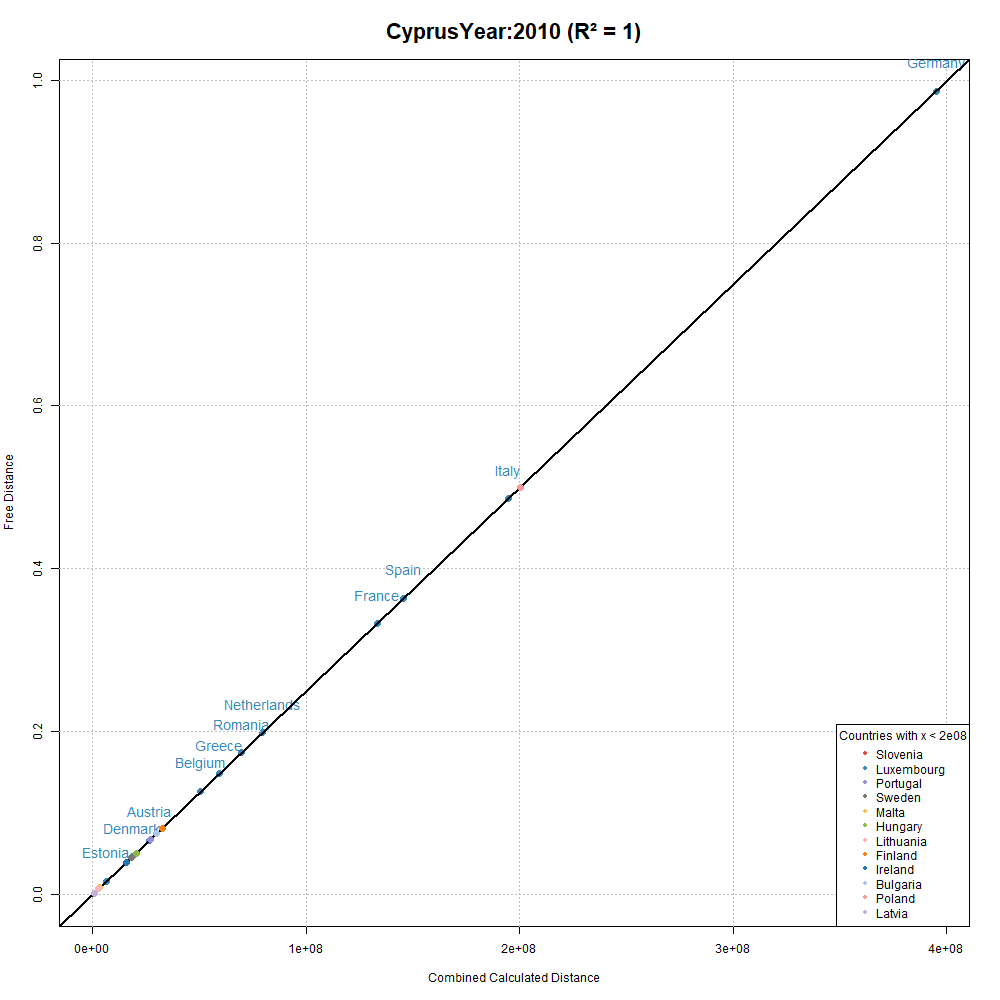 CyprusYear:2010 (R² = 1)
Germany
1.0
0.8
0.6
Italy
Free Distance
0.4
Spain
France
Netherlands
Romania
0.2
Greece
Belgium
Austria
Denmark
Estonia
0.0
Countries with x < 2e08
Slovenia
Luxembourg
Portugal
Sweden
Malta
Hungary
Lithuania
Finland
Ireland
Bulgaria
Poland
Latvia
0e+00 1e+08 2e+08 3e+08 4e+08
Combined Calculated Distance